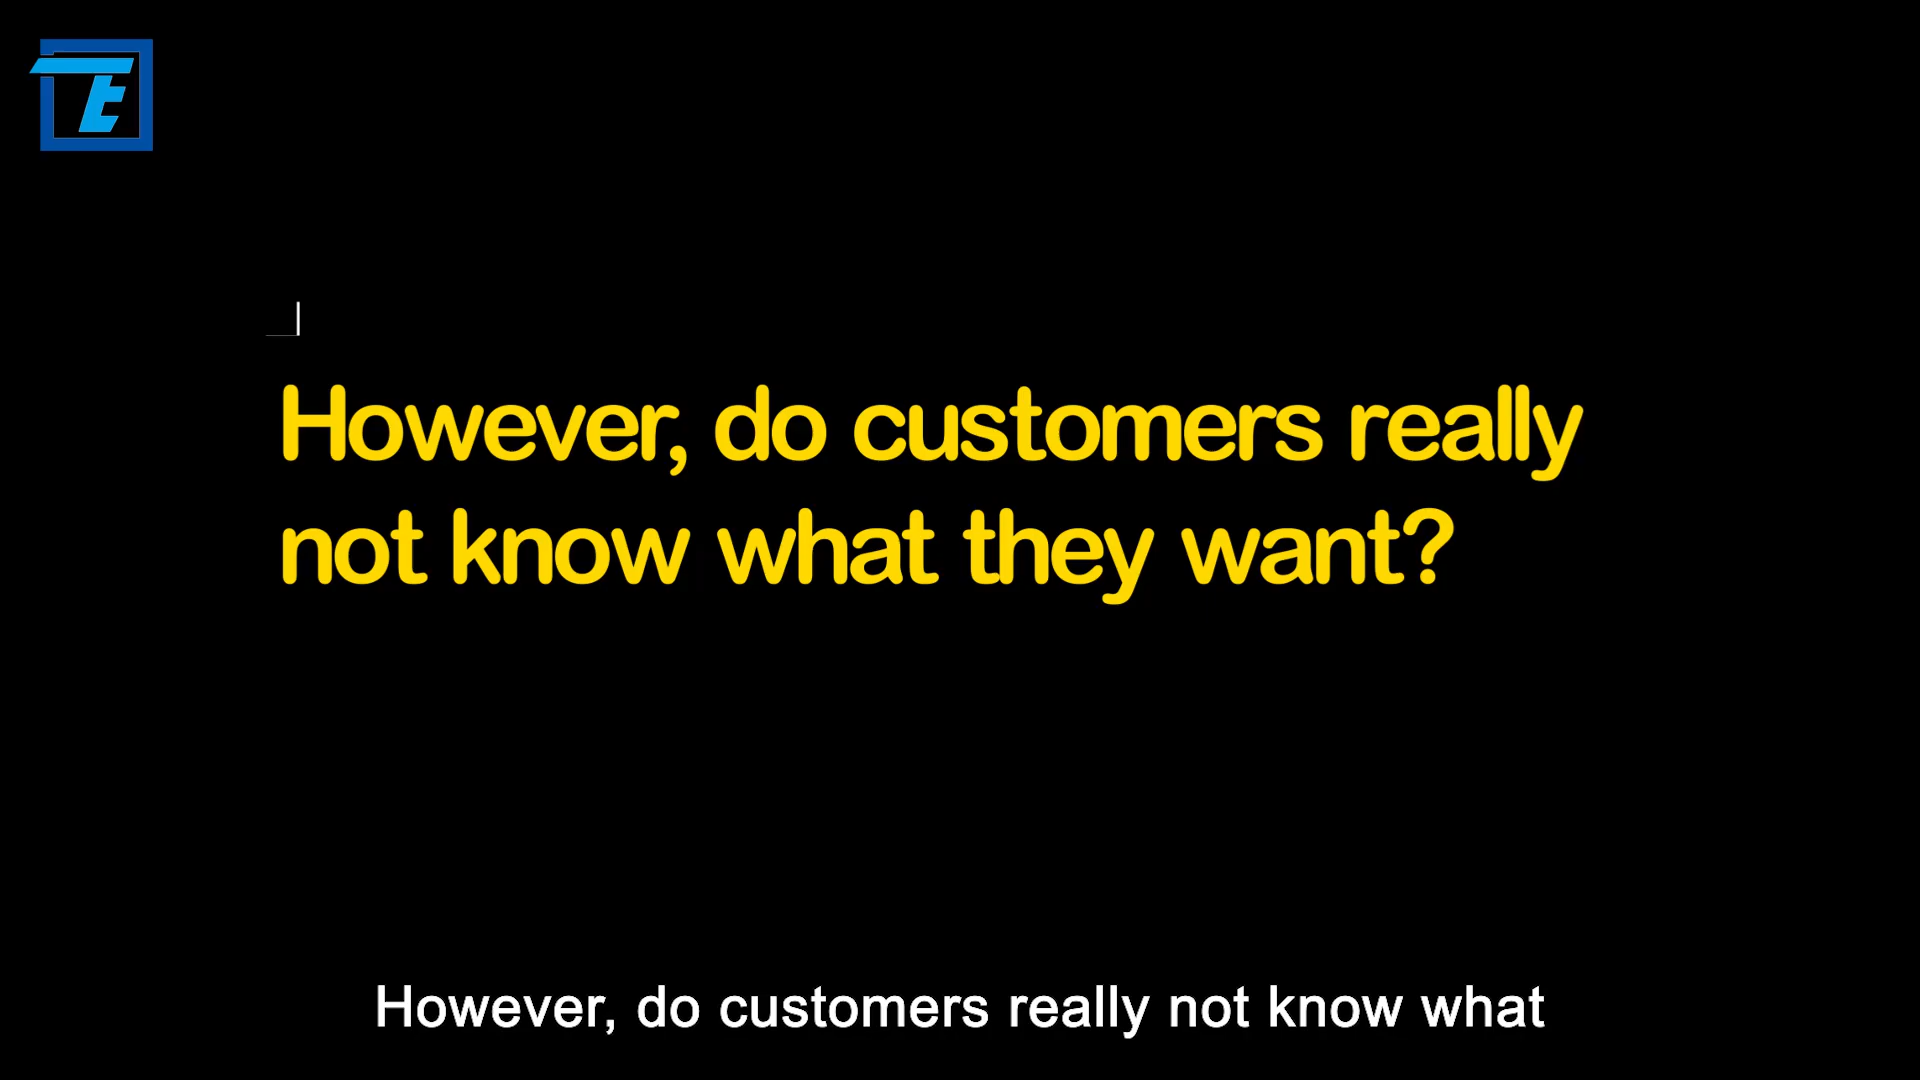 However, do customers really
not know what they want?
However, do customers really not know what